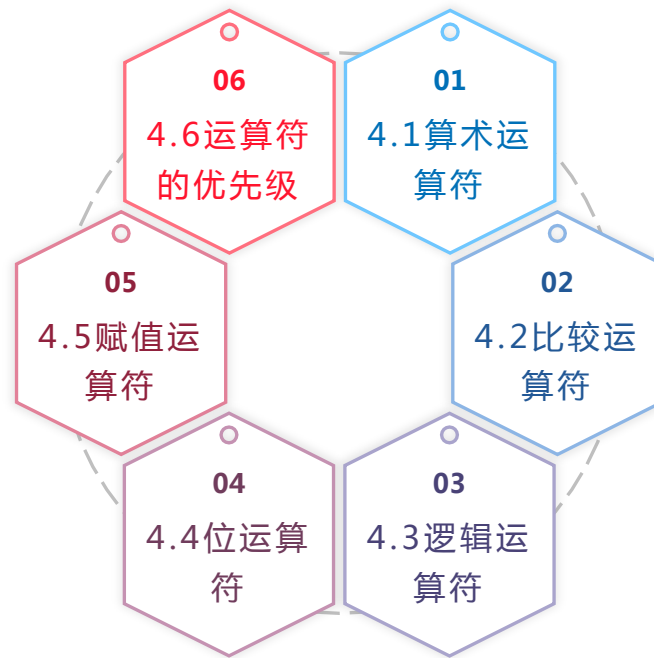 01
4.1算术运
算符
02
4.2比较运
算符
03
4.3逻辑运
算符
04
4.4位运算
符
05
4.5赋值运
算符
06
4.6运算符
的优先级